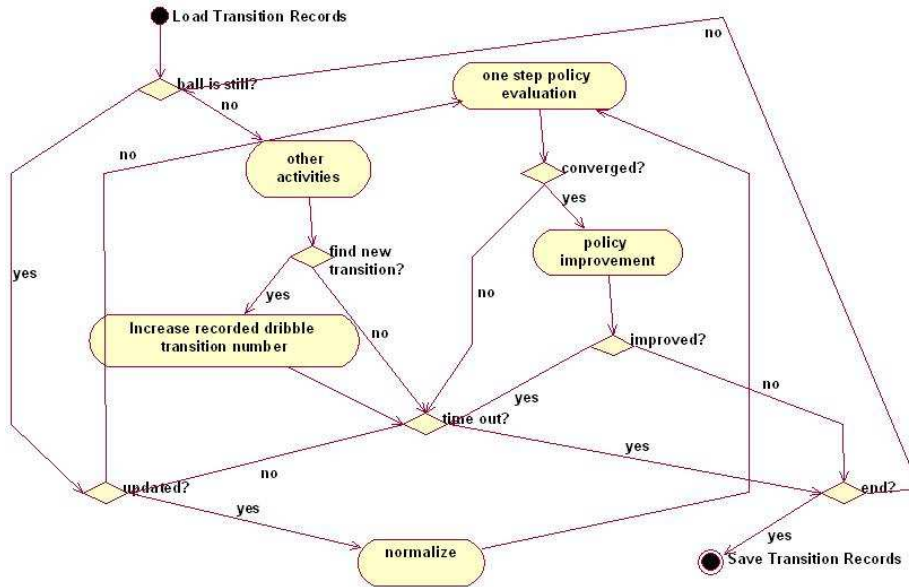 Load Transition Records
no
ball is still?
one step policy
evaluation
no
no
other
activities
converged?
yes
find new
transition?
policy
improvement
yes
yes
no
Increase recorded dribble
transition number
no
improved?
no
yes
time out?
yes
no
updated?
end?
yes
yes
normalize
Save Transition Records